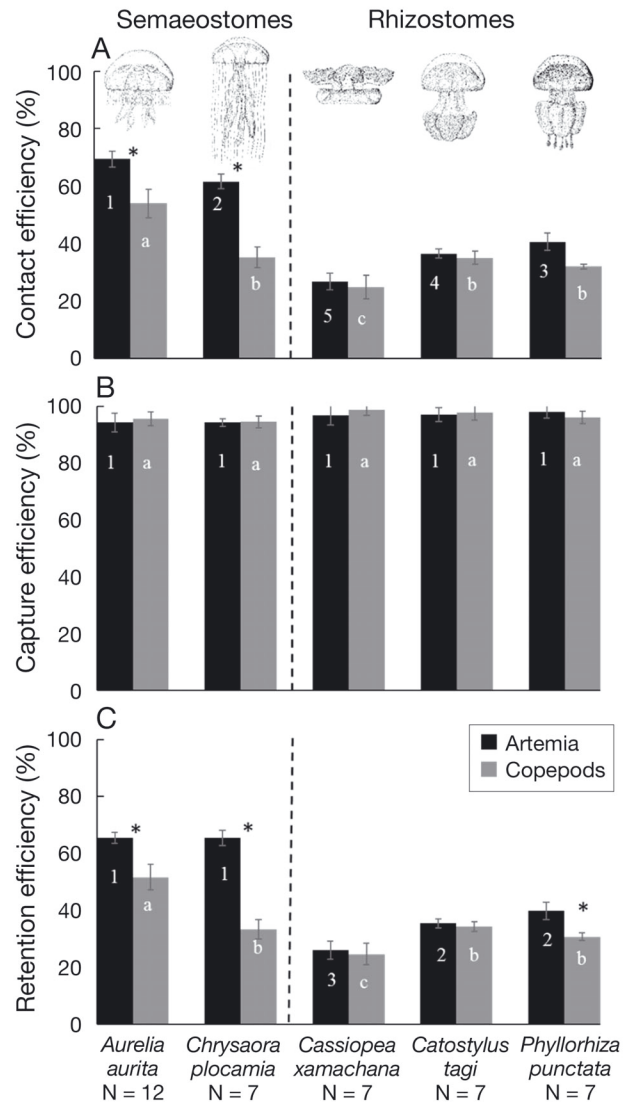 Semaeostomes Rhizostomes
A
100
80
60
40
20
0
Contact efficiency (%)
* *
1 a 2 b 5 c 4 b 3 b
B
100
80
60
40
20
0
Capture efficiency (%)
1 a 1 a 1 a 1 a 1 a
C
100
80
60
40
20
0
Retention efficiency (%)
Artemia
Copepods
* * *
1 a 1 b 3 c 2 b 2 b
Aurelia Chrysaora Cassiopea Catostylus Phyllorhiza
aurita plocamia xamachana tagi punctata
N = 12 N = 7 N = 7 N = 7 N = 7